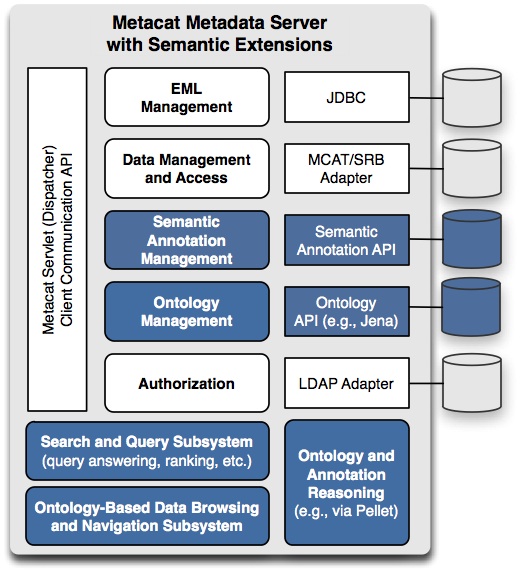 Metacat Metadata Server
with Semantic Extensions
Metacat Servlet (Dispatcher)
Client Communication API
EML
Management
JDBC
Data Management
and Access
MCAT/SRB
Adapter
Semantic
Annotation
Management
Semantic
Annotation API
Ontology
Management
Ontology
API (e.g., Jena)
Authorization
LDAP Adapter
Search and Query Subsystem
(query answering, ranking, etc.)
Ontology-Based Data Browsing
and Navigation Subsystem
Ontology and
Annotation
Reasoning
(e.g., via Pellet)